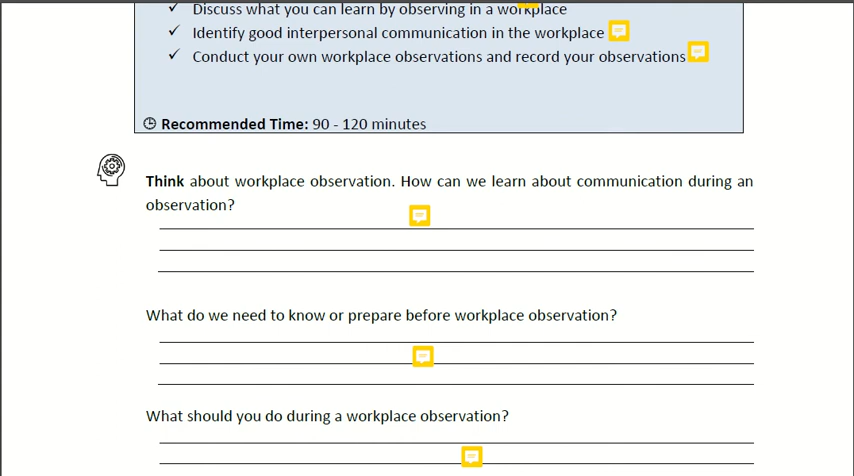 ✓ Discuss what you can learn by observing in a workplace
✓ Identify good interpersonal communication in the workplace
✓ Conduct your own workplace observations and record your observations
Recommended Time: 90 - 120 minutes
Think about workplace observation. How can we learn about communication during an
observation?
What do we need to know or prepare before workplace observation?
What should you do during a workplace observation?